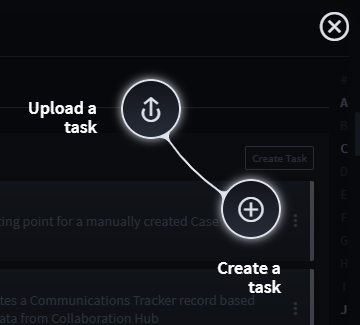 Upload a
task
Create Task
ting point for a manually created Case
Create a
task
tes a Communications Tracker record based
ata from Collaboration Hub
#
A
B
C
D
E
F
G
H
I
J